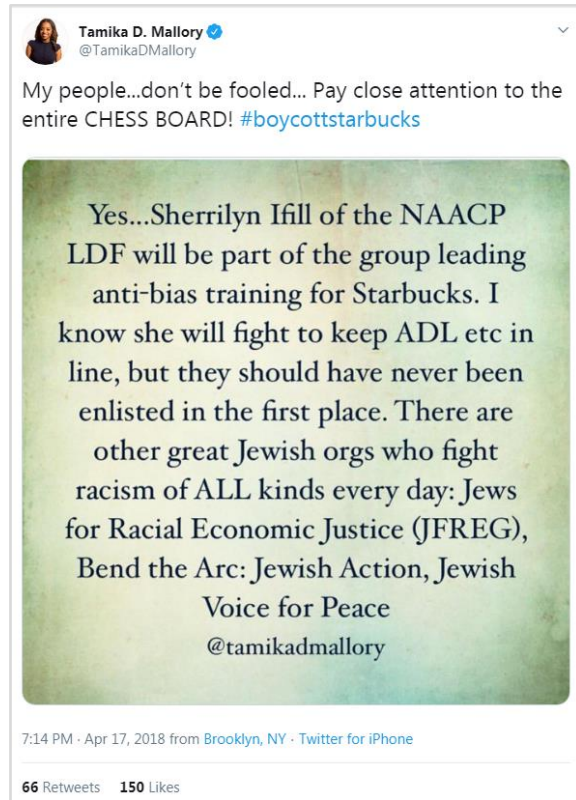 Tamika D. Mallory
@TamikaDMallory
My people...don't be fooled... Pay close attention to the
entire CHESS BOARD! #boycottstarbucks
Yes...Sherrilyn Ifill of the NAACP
LDF will be part of the group leading
anti-bias training for Starbucks. I
know she will fight to keep ADL etc in
line, but they should have never been
enlisted in the first place. There are
other great Jewish orgs who fight
racism of ALL kinds every day: Jews
for Racial Economic Justice (JFREG),
Bend the Arc: Jewish Action, Jewish
Voice for Peace
@tamikadmallory
7:14 PM · Apr 17, 2018 from Brooklyn, NY · Twitter for iPhone
66 Retweets 150 Likes